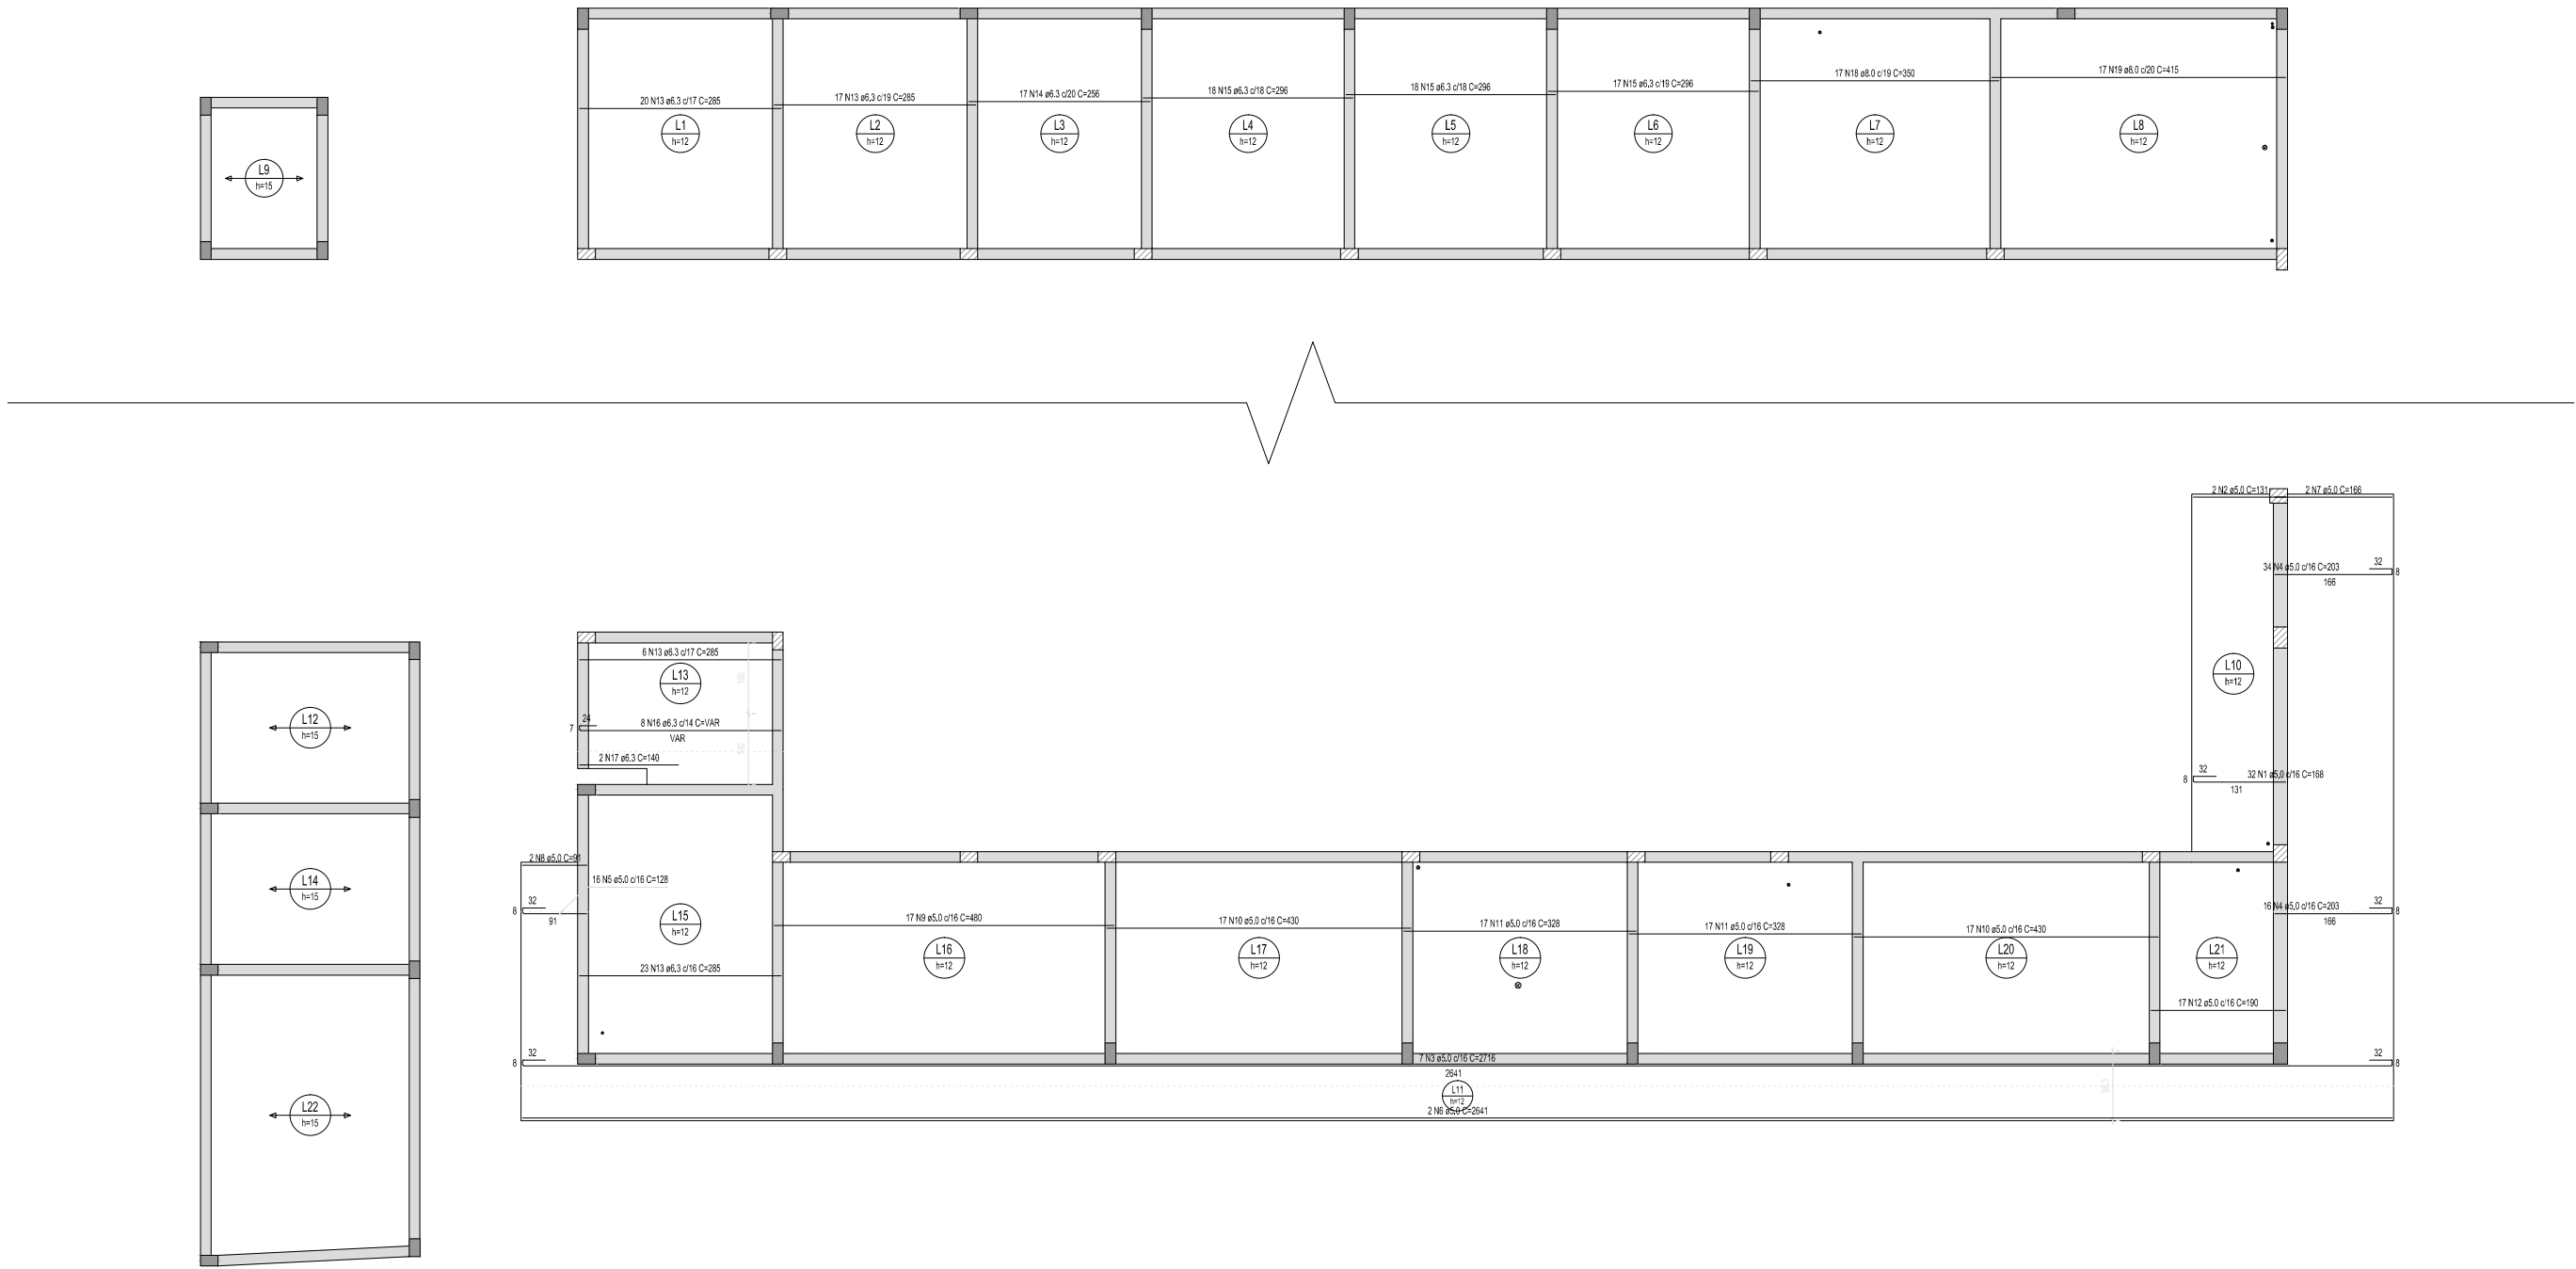 20 N13 ø6.3 c/17 C=285
17 N13 ø6.3 c/19 C=285
17 N14 ø6.3 c/20 C=256
18 N15 ø6.3 c/18 C=296
18 N15 ø6.3 c/18 C=296
17 N15 ø6.3 c/19 C=296
17 N18 ø8.0 c/19 C=350
17 N19 ø8.0 c/20 C=415
L1
h=12
L2
h=12
L3
h=12
L4
h=12
L5
h=12
L6
h=12
L7
h=12
L8
h=12
L9
h=15
2 N2 ø5.0 C=131
2 N7 ø5.0 C=166
34 N4 ø5.0 c/16 C=203
32
8
166
L10
h=12
32
8
32 N1 ø5.0 c/16 C=168
131
6 N13 ø6.3 c/17 C=285
L13
h=12
160
24
7
8 N16 ø6.3 c/14 C=VAR
VAR
100
2 N17 ø6.3 C=140
L12
h=15
L14
h=15
L22
h=15
2 N8 ø5.0 C=91
16 N5 ø5.0 c/16 C=128
32
8
91
L15
h=12
23 N13 ø6.3 c/16 C=285
17 N9 ø5.0 c/16 C=480
L16
h=12
17 N10 ø5.0 c/16 C=430
L17
h=12
17 N11 ø5.0 c/16 C=328
L18
h=12
17 N11 ø5.0 c/16 C=328
L19
h=12
17 N10 ø5.0 c/16 C=430
L20
h=12
L21
h=12
17 N12 ø5.0 c/16 C=190
16 N4 ø5.0 c/16 C=203
32
8
166
32
8
7 N3 ø5.0 c/16 C=2716
32
8
2641
L11
h=12
2 N6 ø5.0 C=2641